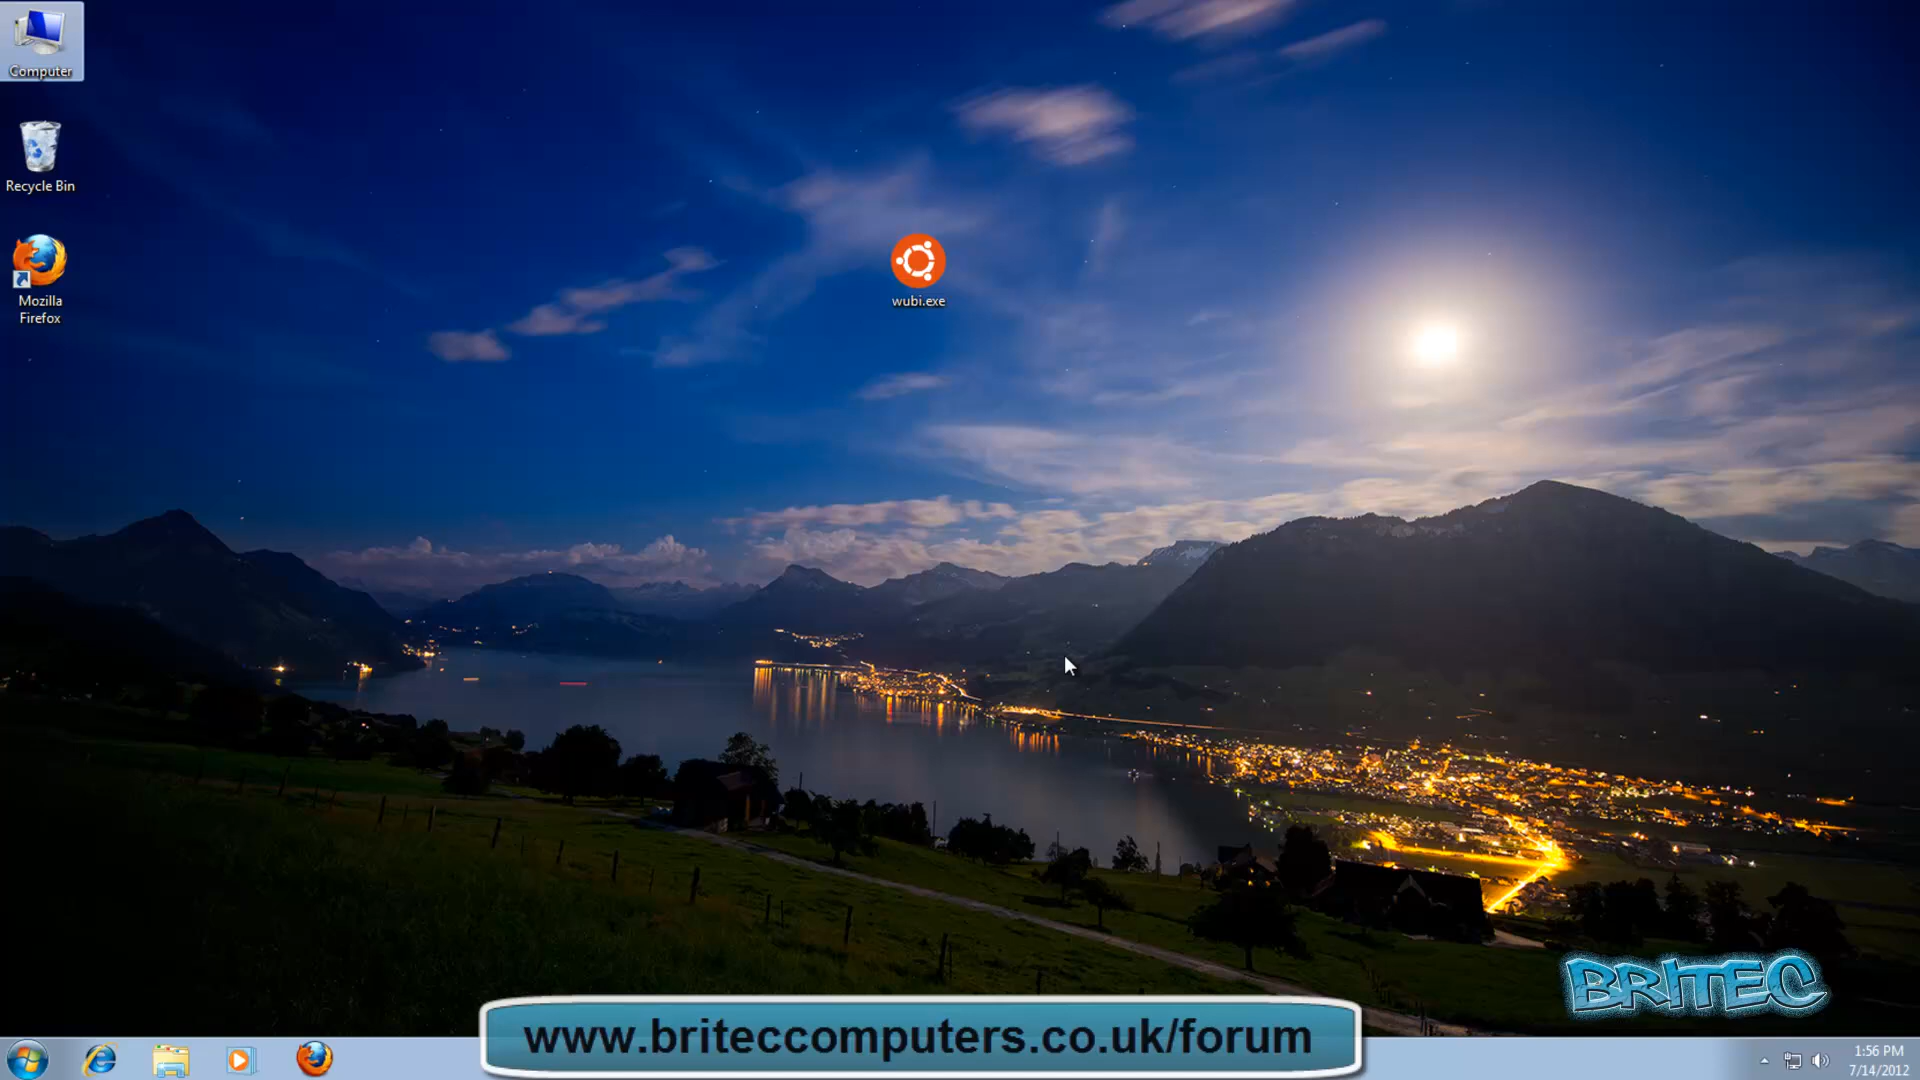 Computer
Recycle Bin
Mozilla
Firefox
wubi.exe
BRITEC
www.briteccomputers.co.uk/forum
1:56 PM
7/14/2012